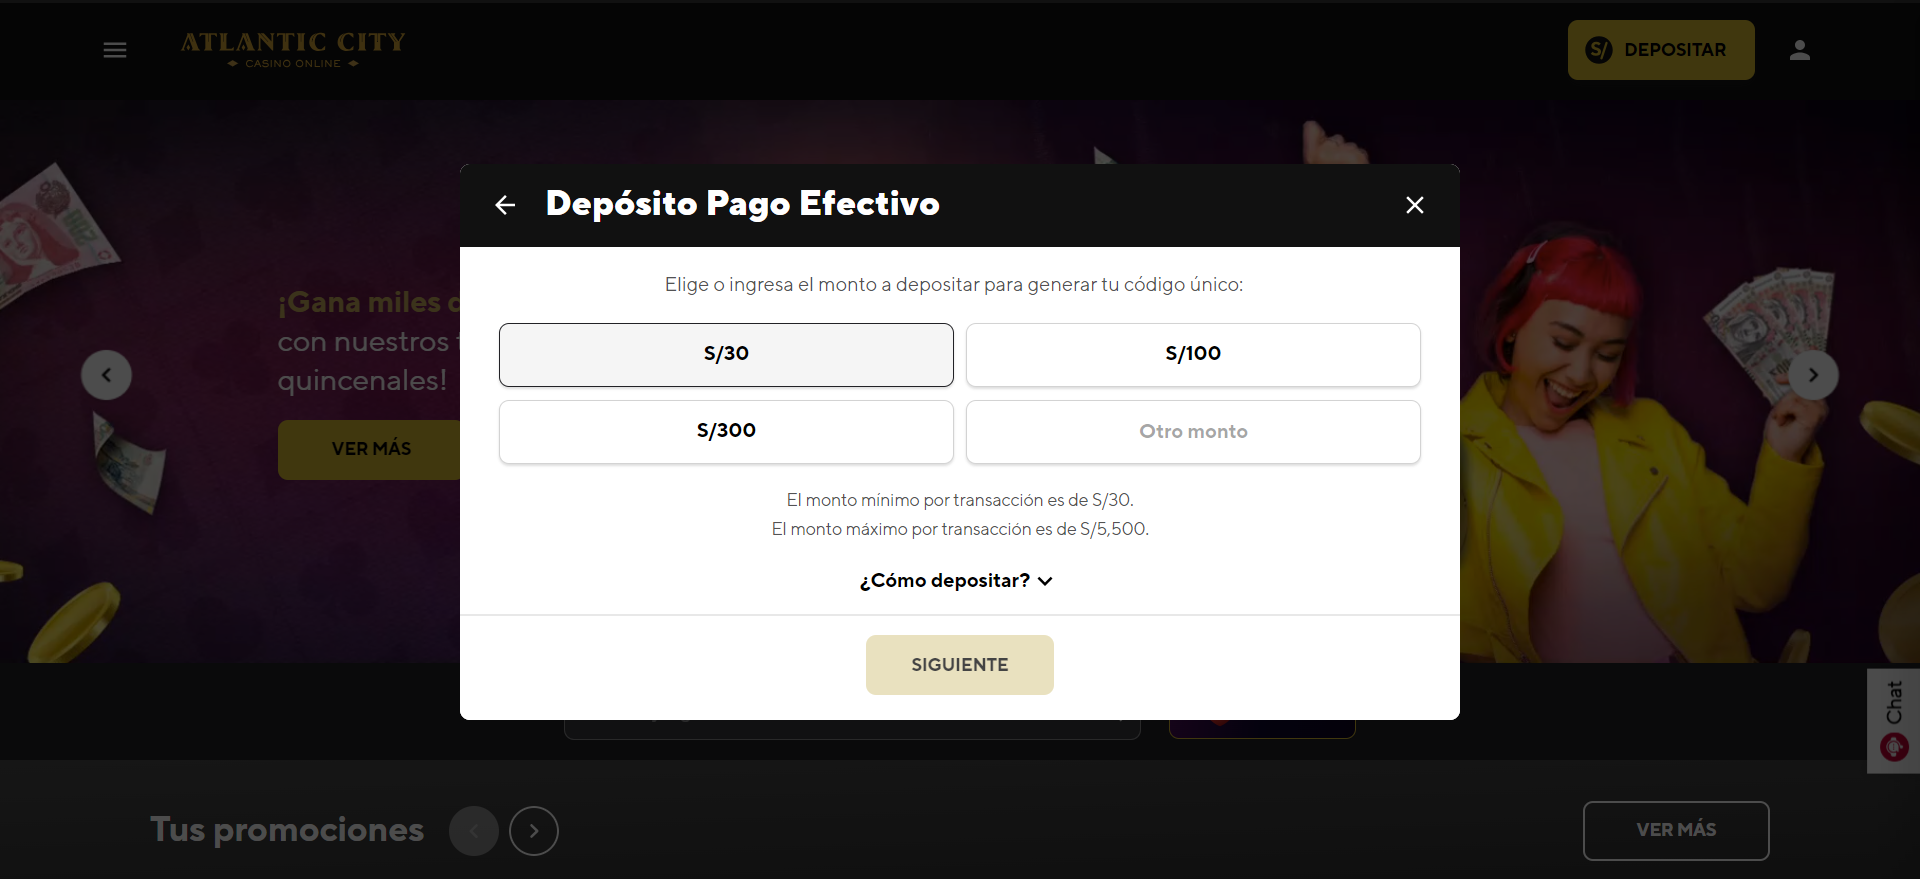 ATLANTIC CITY
CASINO ONLINE
S/ DEPOSITAR
Depósito Pago Efectivo
Elige o ingresa el monto a depositar para generar tu código único:
S/30
S/100
S/300
Otro monto
El monto mínimo por transacción es de S/30.
El monto máximo por transacción es de S/5,500.
¿Cómo depositar?
SIGUIENTE
¡Gana miles
con nuestros
quincenales!
VER MÁS
Chat
Tus promociones
VER MÁS